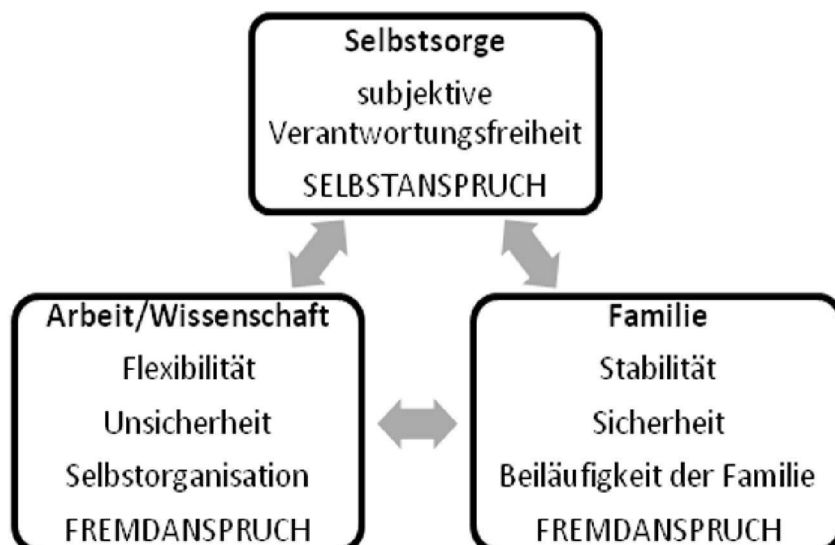 Selbstsorge
subjektive
Verantwortungsfreiheit
SELBSTANSPRUCH
Arbeit/Wissenschaft
Flexibilität
Unsicherheit
Selbstorganisation
FREMDANSPRUCH
Familie
Stabilität
Sicherheit
Beiläufigkeit der Familie
FREMDANSPRUCH